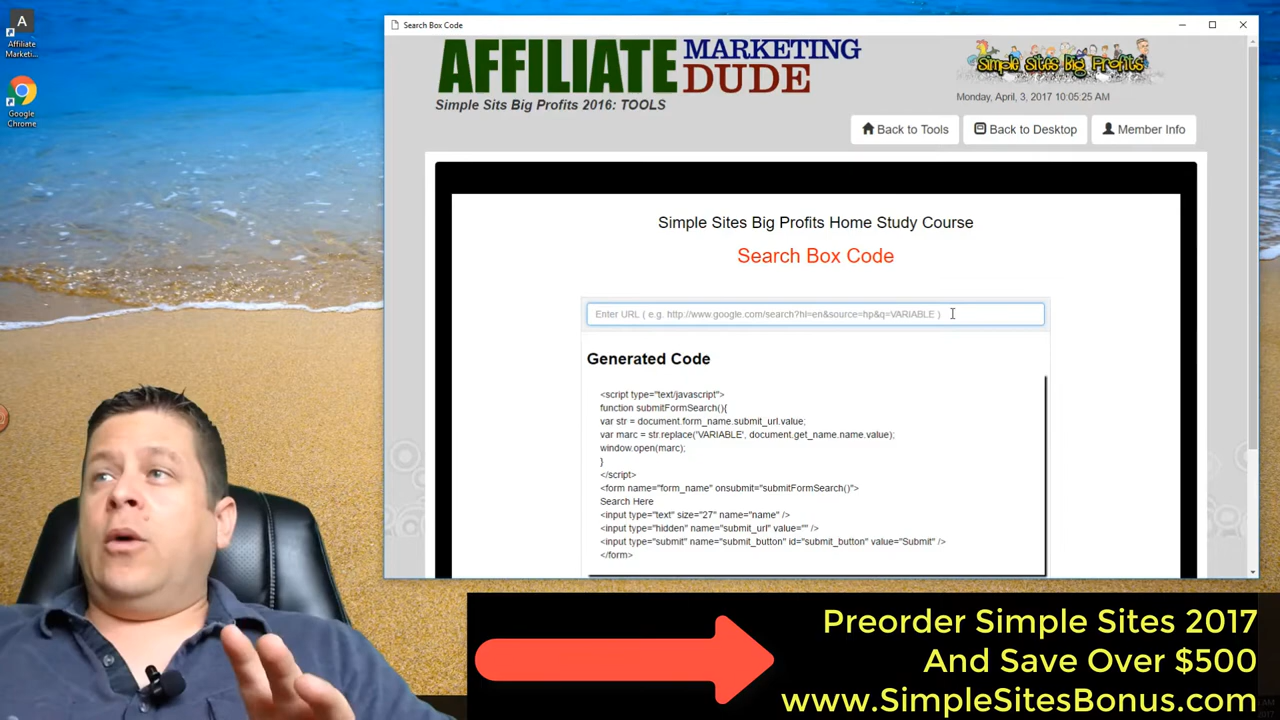 A
Affiliate
Marketi...
Google
Chrome
Search Box Code
AFFILIATE MARKETING DUDE
Simple Sits Big Profits 2016: TOOLS
Simple Sites Big Profits
Monday, April, 3, 2017 10:05:25 AM
Back to Tools
Back to Desktop
Member Info
Simple Sites Big Profits Home Study Course
Search Box Code
Enter URL ( e.g. http://www.google.com/search?hl=en&source=hp&q=VARIABLE )
Generated Code
<script type="text/javascript">
function submitFormSearch(){
var str = document.form_name.submit_url.value;
var marc = str.replace('VARIABLE', document.get_name.name.value);
window.open(marc);
}
</script>
<form name="form_name" onsubmit="submitFormSearch()">
Search Here
<input type="text" size="27" name="name" />
<input type="hidden" name="submit_url" value="" />
<input type="submit" name="submit_button" id="submit_button" value="Submit" />
</form>
Preorder Simple Sites 2017
And Save Over $500
www.SimpleSitesBonus.com